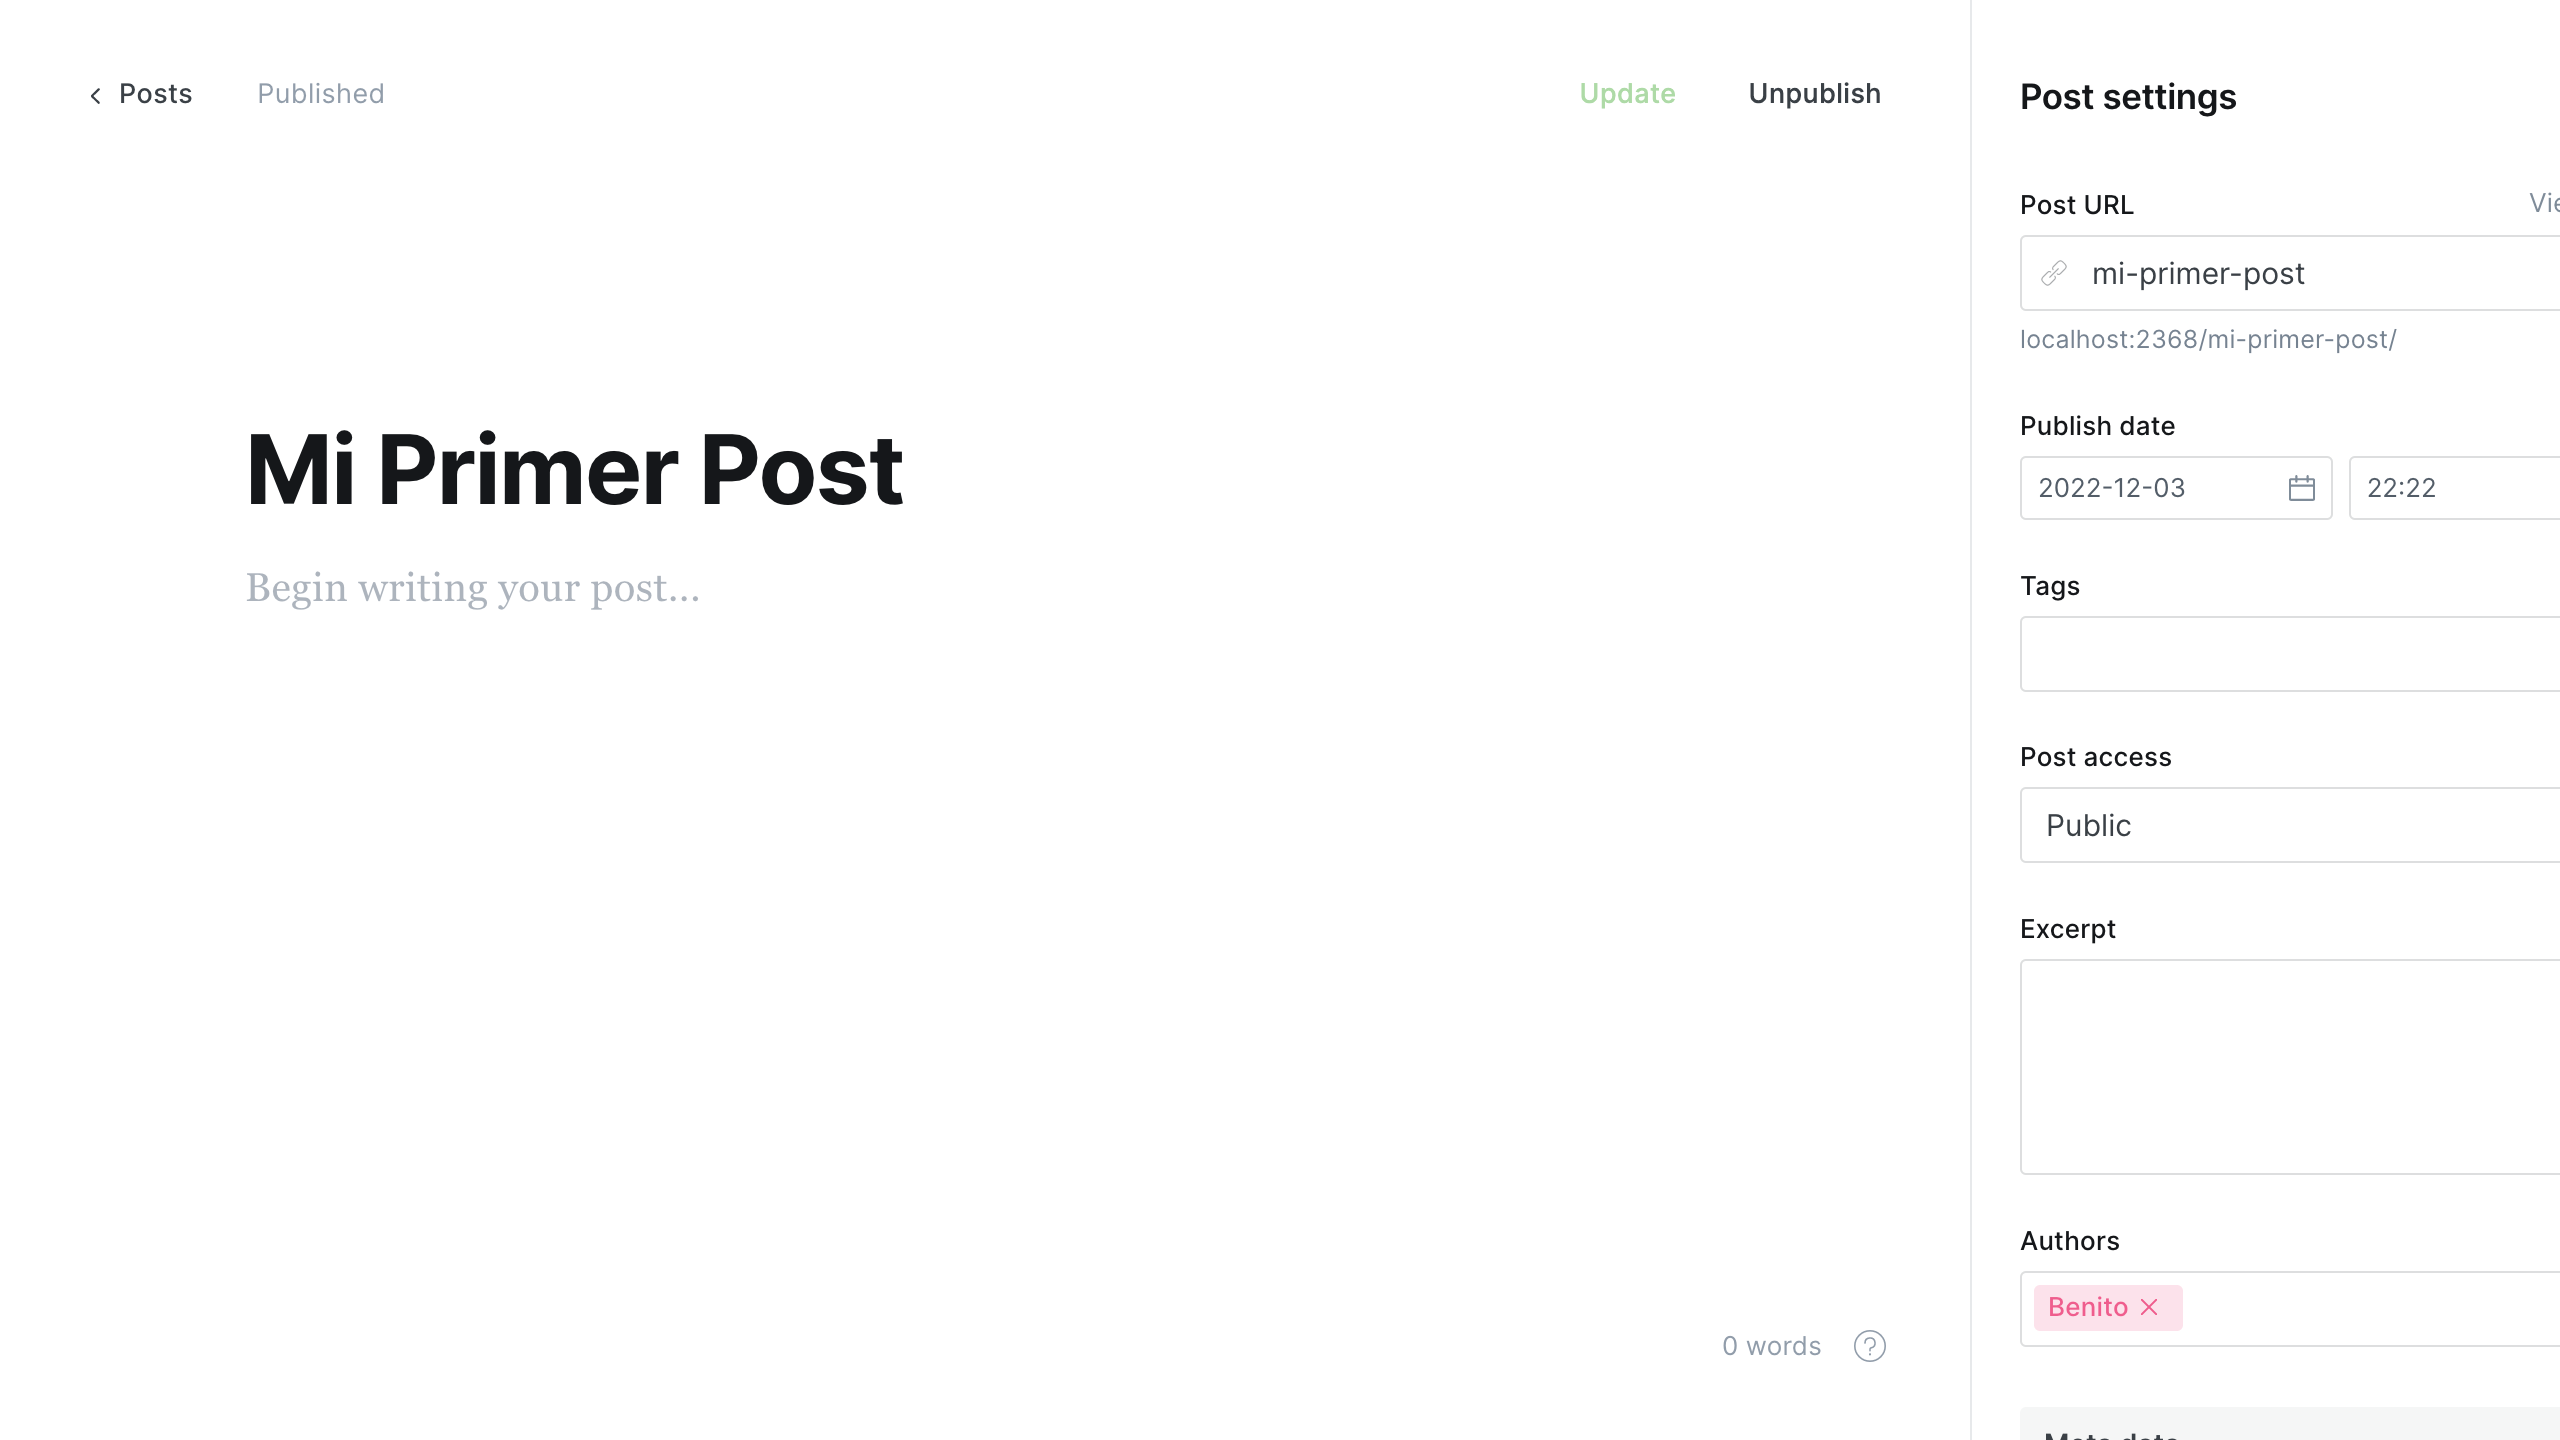 Posts Published Update Unpublish
Post settings
Post URL
mi-primer-post
localhost:2368/mi-primer-post/
Publish date
2022-12-03 22:22
Mi Primer Post
Begin writing your post...
Tags
Post access
Public
Excerpt
Authors
Benito
0 words
Meta data